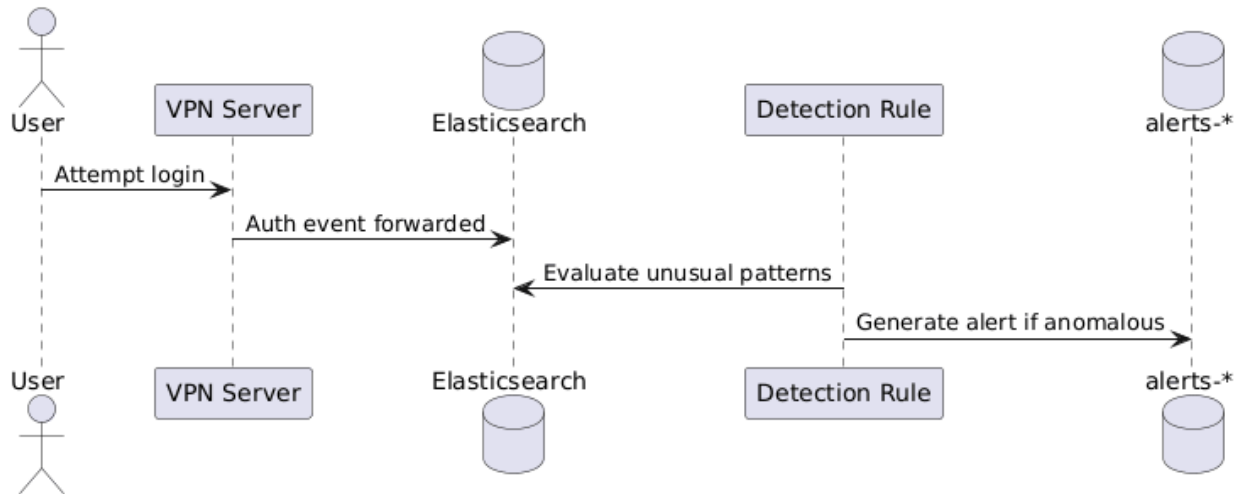 User
VPN Server
Elasticsearch
Detection Rule
alerts-*
Attempt login
Auth event forwarded
Evaluate unusual patterns
Generate alert if anomalous
User
VPN Server
Elasticsearch
Detection Rule
alerts-*